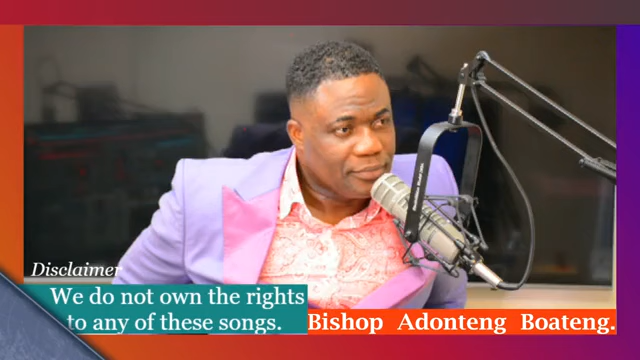 Disclaimer
We do not own the rights
to any of these songs.
Bishop Adonteng Boateng.